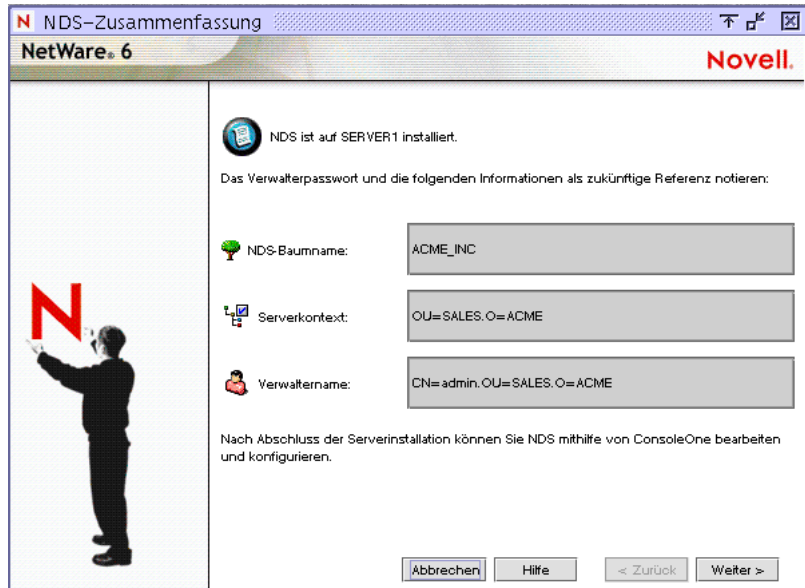 N NDS-Zusammenfassung
NetWare® 6
Novell®
NDS ist auf SERVER1 installiert.
Das Verwalterpasswort und die folgenden Informationen als zukünftige Referenz notieren:
NDS-Baumname:
ACME_INC
Serverkontext:
OU=SALES.O=ACME
Verwaltername:
CN=admin.OU=SALES.O=ACME
N
Nach Abschluss der Serverinstallation können Sie NDS mithilfe von ConsoleOne bearbeiten
und konfigurieren.
Abbrechen
Hilfe
< Zurück
Weiter >